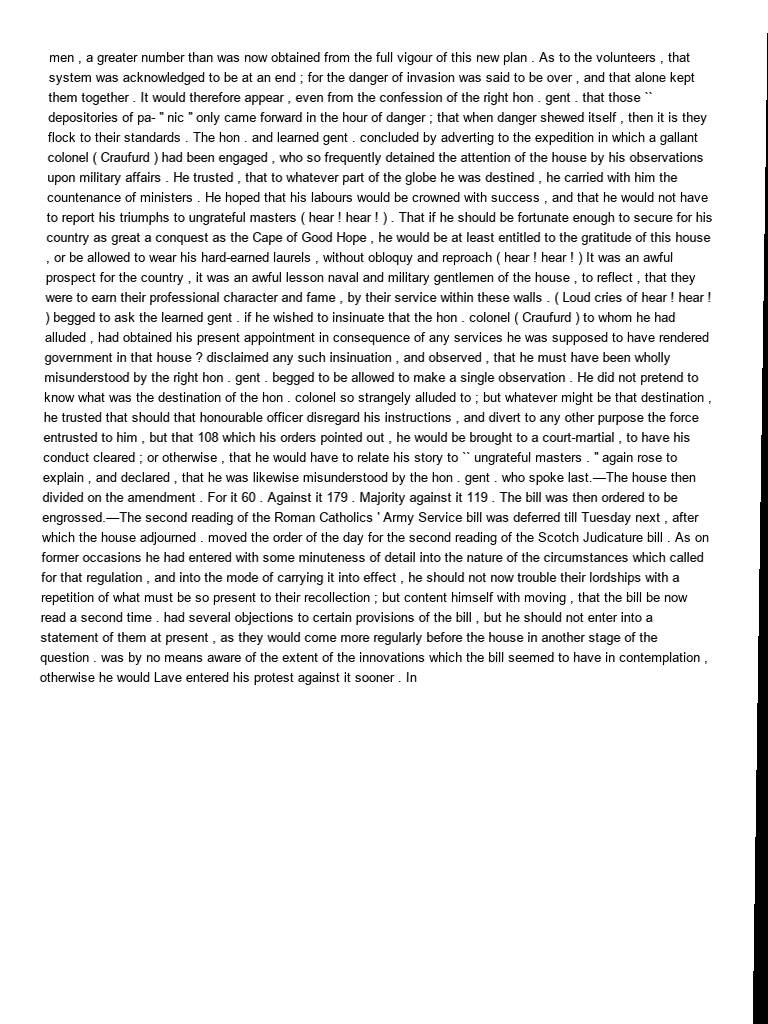 men , a greater number than was now obtained from the full vigour of this new plan . As to the volunteers , that
system was acknowledged to be at an end ; for the danger of invasion was said to be over , and that alone kept
them together . It would therefore appear , even from the confession of the right hon . gent . that those ``
depositories of pa- " nic " only came forward in the hour of danger ; that when danger shewed itself , then it is they
flock to their standards . The hon . and learned gent . concluded by adverting to the expedition in which a gallant
colonel ( Craufurd ) had been engaged , who so frequently detained the attention of the house by his observations
upon military affairs . He trusted , that to whatever part of the globe he was destined , he carried with him the
countenance of ministers . He hoped that his labours would be crowned with success , and that he would not have
to report his triumphs to ungrateful masters ( hear ! hear ! ) . That if he should be fortunate enough to secure for his
country as great a conquest as the Cape of Good Hope , he would be at least entitled to the gratitude of this house
, or be allowed to wear his hard-earned laurels , without obloquy and reproach ( hear ! hear ! ) It was an awful
prospect for the country , it was an awful lesson naval and military gentlemen of the house , to reflect , that they
were to earn their professional character and fame , by their service within these walls . ( Loud cries of hear ! hear !
) begged to ask the learned gent . if he wished to insinuate that the hon . colonel ( Craufurd ) to whom he had
alluded , had obtained his present appointment in consequence of any services he was supposed to have rendered
government in that house ? disclaimed any such insinuation , and observed , that he must have been wholly
misunderstood by the right hon . gent . begged to be allowed to make a single observation . He did not pretend to
know what was the destination of the hon . colonel so strangely alluded to ; but whatever might be that destination ,
he trusted that should that honourable officer disregard his instructions , and divert to any other purpose the force
entrusted to him , but that 108 which his orders pointed out , he would be brought to a court-martial , to have his
conduct cleared ; or otherwise , that he would have to relate his story to `` ungrateful masters . " again rose to
explain , and declared , that he was likewise misunderstood by the hon . gent . who spoke last.—The house then
divided on the amendment . For it 60 . Against it 179 . Majority against it 119 . The bill was then ordered to be
engrossed.—The second reading of the Roman Catholics ' Army Service bill was deferred till Tuesday next , after
which the house adjourned . moved the order of the day for the second reading of the Scotch Judicature bill . As on
former occasions he had entered with some minuteness of detail into the nature of the circumstances which called
for that regulation , and into the mode of carrying it into effect , he should not now trouble their lordships with a
repetition of what must be so present to their recollection ; but content himself with moving , that the bill be now
read a second time . had several objections to certain provisions of the bill , but he should not enter into a
statement of them at present , as they would come more regularly before the house in another stage of the
question . was by no means aware of the extent of the innovations which the bill seemed to have in contemplation ,
otherwise he would Lave entered his protest against it sooner . In